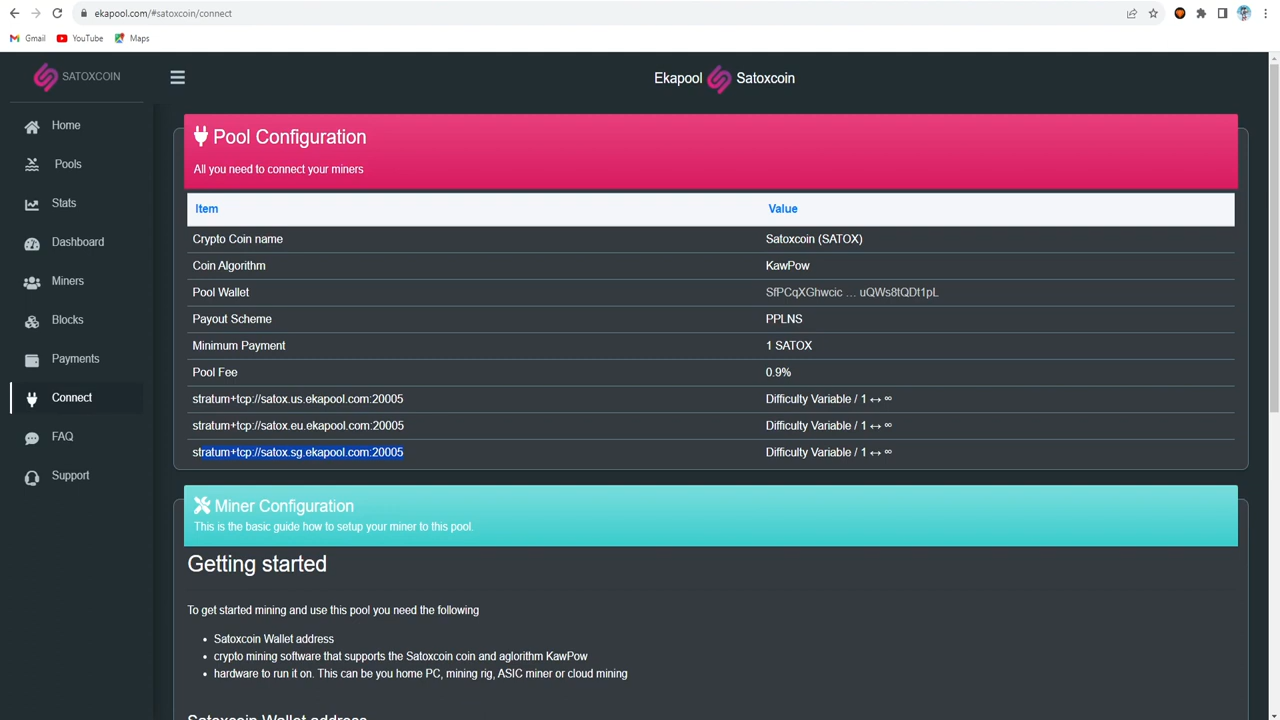 ekapool.com/#satoxcoin/connect
Gmail YouTube Maps
SATOXCOIN
Ekapool Satoxcoin
Home
Pools
Stats
Dashboard
Miners
Blocks
Payments
Connect
FAQ
Support
Pool Configuration
All you need to connect your miners
Item Value
Crypto Coin name Satoxcoin (SATOX)
Coin Algorithm KawPow
Pool Wallet SfPCqXGhwcic ... uQWs8tQDt1pL
Payout Scheme PPLNS
Minimum Payment 1 SATOX
Pool Fee 0.9%
stratum+tcp://satox.us.ekapool.com:20005 Difficulty Variable / 1 ↔ ∞
stratum+tcp://satox.eu.ekapool.com:20005 Difficulty Variable / 1 ↔ ∞
stratum+tcp://satox.sg.ekapool.com:20005 Difficulty Variable / 1 ↔ ∞
Miner Configuration
This is the basic guide how to setup your miner to this pool.
Getting started
To get started mining and use this pool you need the following
• Satoxcoin Wallet address
• crypto mining software that supports the Satoxcoin coin and aglorithm KawPow
• hardware to run it on. This can be you home PC, mining rig, ASIC miner or cloud mining
Satoxcoin Wallet address